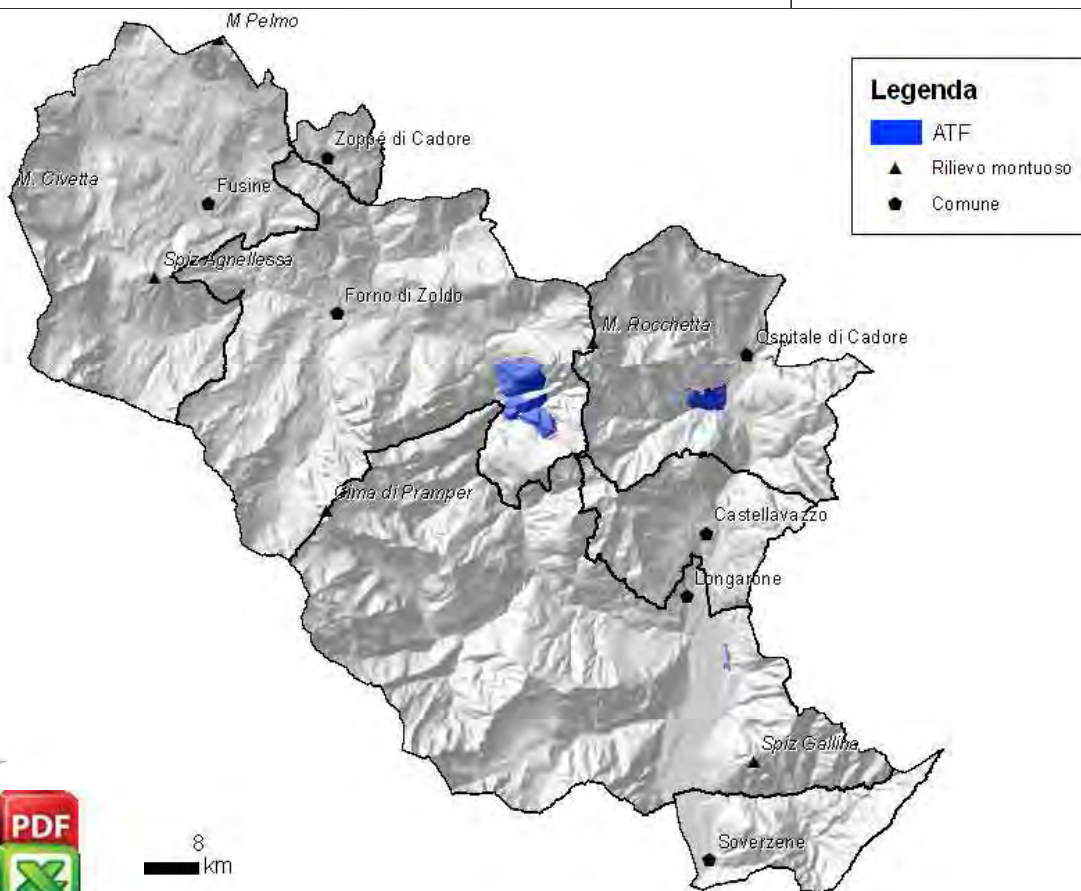 M Pelmo
Legenda
ATF
Rilievo montuoso
Comune
Zoppé di Cadore
M. Civetta
Fusine
Spiz Agnellessa
Forno di Zoldo
M. Rocchetta
Ospitale di Cadore
Cima di Pramper
Castellavazzo
Longarone
Spiz Gallina
PDF
8
km
Soverzene